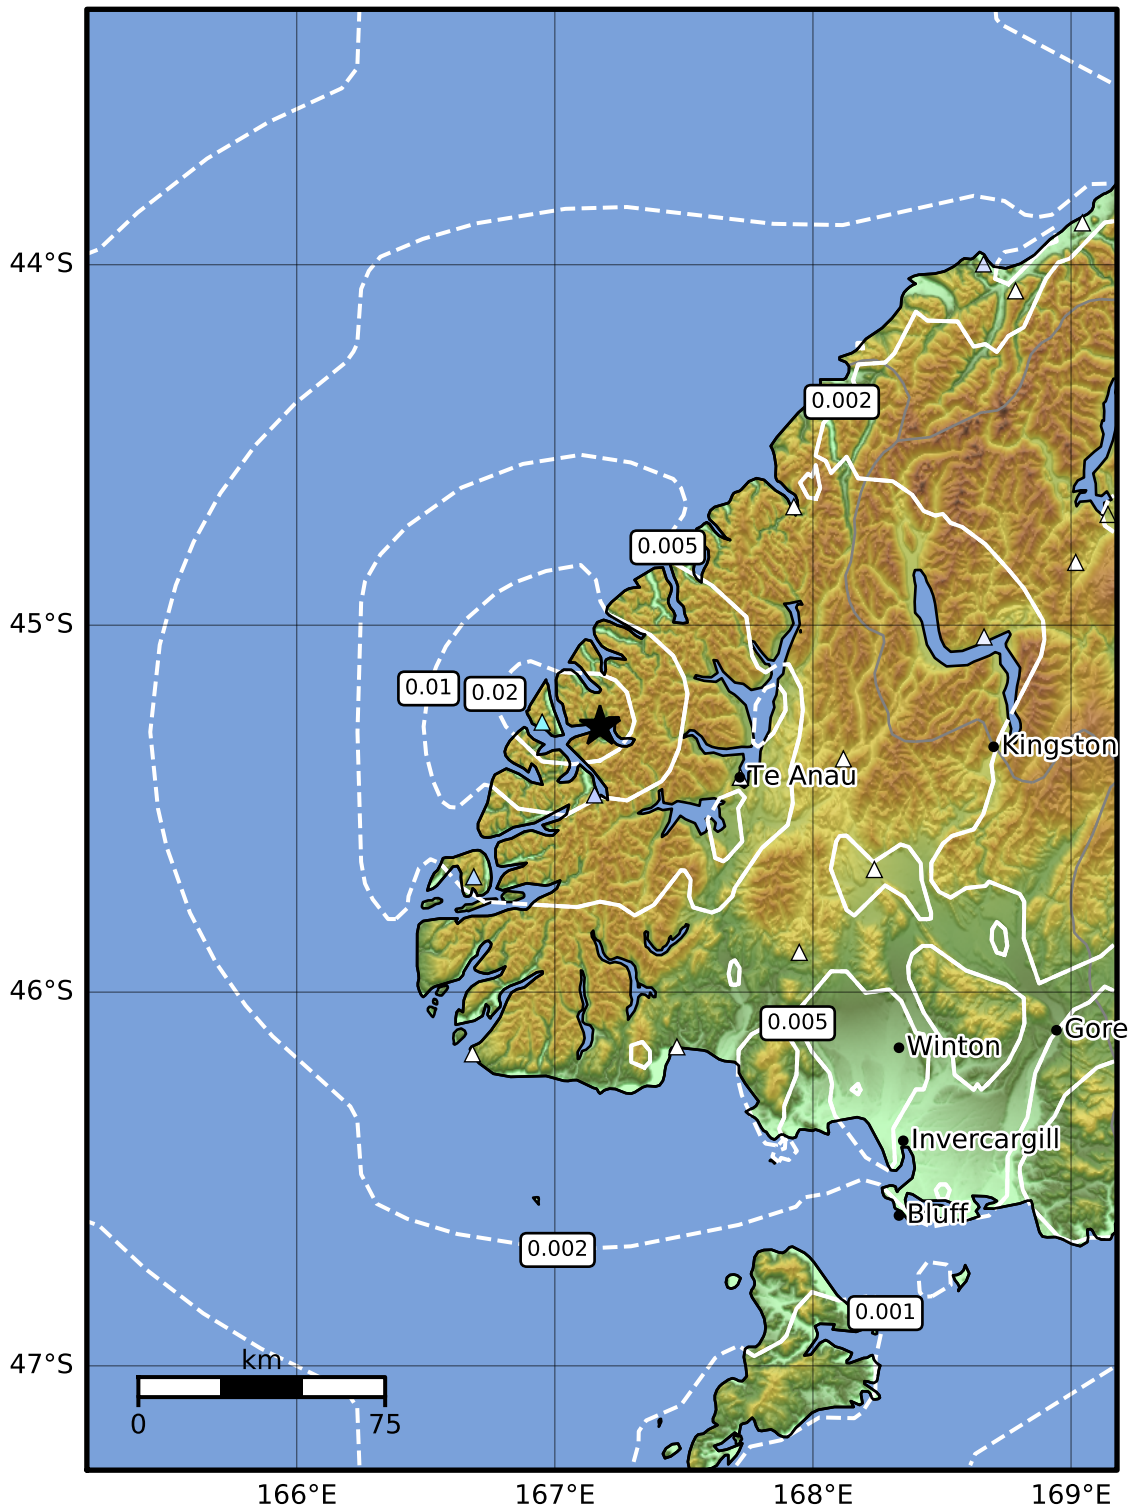 44°S
0.002
0.005
45°S
0.01
0.02
Kingston
Te Anau
46°S
0.005
Gore
Winton
Invercargill
Bluff
0.002
0.001
km
47°S
0
75
166°E
167°E
168°E
169°E